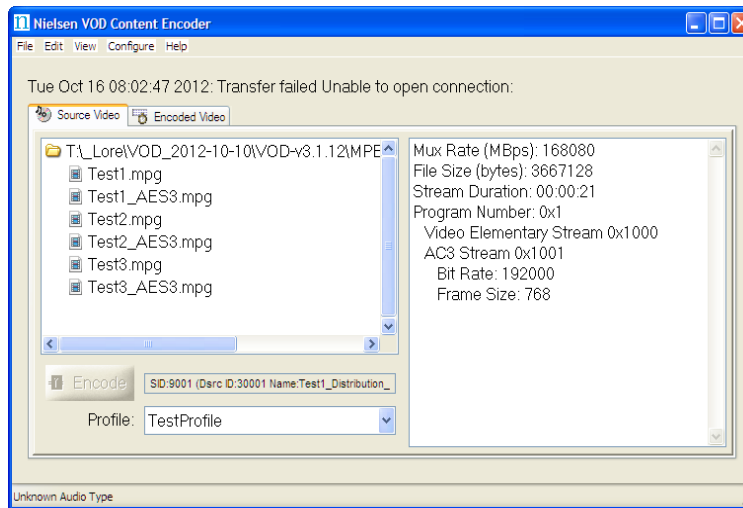 Nielsen VOD Content Encoder
File Edit View Configure Help
Tue Oct 16 08:02:47 2012: Transfer failed Unable to open connection:
Source Video Encoded Video
T:\_Lore\VOD_2012-10-10\VOD-v3.1.12\MPE
Test1.mpg
Test1_AES3.mpg
Test2.mpg
Test2_AES3.mpg
Test3.mpg
Test3_AES3.mpg
Mux Rate (MBps): 168080
File Size (bytes): 3667128
Stream Duration: 00:00:21
Program Number: 0x1
Video Elementary Stream 0x1000
AC3 Stream 0x1001
Bit Rate: 192000
Frame Size: 768
Encode
SID:9001 (Dsrc ID:30001 Name:Test1_Distribution_
Profile: TestProfile
Unknown Audio Type